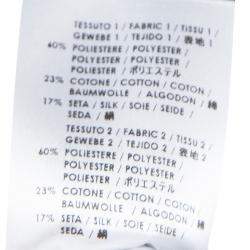 TESSUTO 1 / FABRIC 1 / TISSU 1 /
GEWEBE 1 / TEJIDO 1 / 表地 1
60% POLIESTERE / POLYESTER /
POLYESTER / POLYESTER
/ ポリエステル
23% COTONE / COTTON / COTON /
BAUMWOLLE / ALGODON / 綿
17% SETA / SILK / SOIE / SEIDE /
SEDA / 絹
TESSUTO 2 / FABRIC 2 / TISSU 2 /
GEWEBE 2 / TEJIDO 2 / 表地 2
60% POLIESTERE / POLYESTER /
POLYESTER / POLYESTER
/ ポリエステル
23% COTONE / COTTON / COTON /
BAUMWOLLE / ALGODON / 綿
17% SETA / SILK / SOIE / SEIDE /
SEDA / 絹